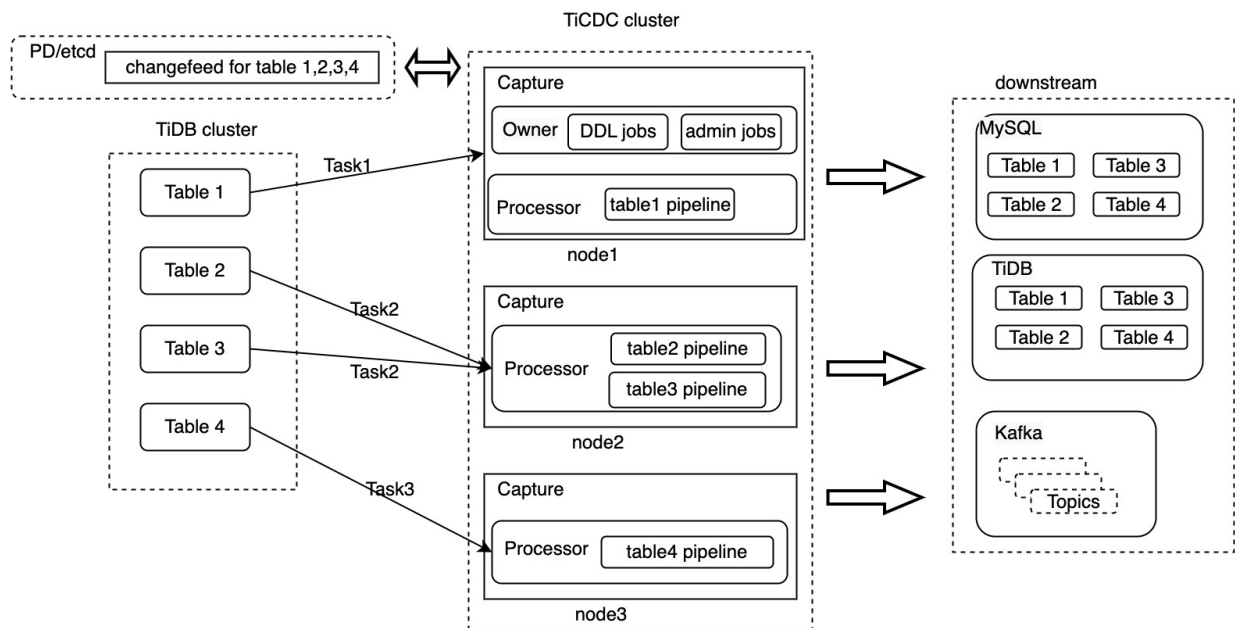 TiCDC cluster
PD/etcd
changefeed for table 1,2,3,4
TiDB cluster
Table 1
Table 2
Table 3
Table 4
Task1
Task2
Task2
Task3
Capture
Owner
DDL jobs
admin jobs
Processor
table1 pipeline
node1
Capture
Processor
table2 pipeline
table3 pipeline
node2
Capture
Processor
table4 pipeline
node3
downstream
MySQL
Table 1
Table 3
Table 2
Table 4
TiDB
Table 1
Table 3
Table 2
Table 4
Kafka
Topics